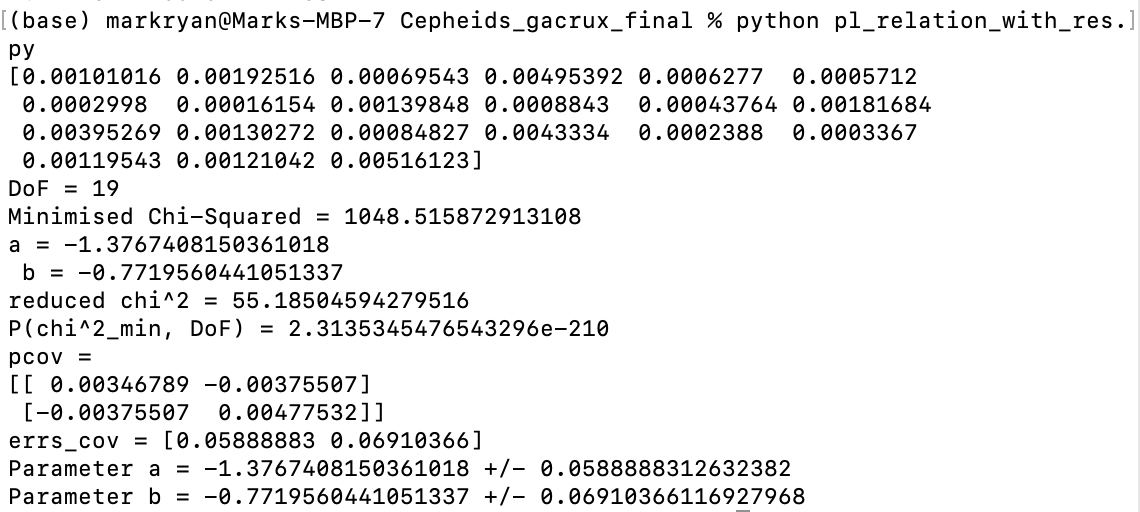 [(base) markryan@Marks-MBP-7 Cepheids_gacrux_final % python pl_relation_with_res.]
py
[0.00101016 0.00192516 0.00069543 0.00495392 0.0006277  0.0005712
 0.0002998  0.00016154 0.00139848 0.0008843  0.00043764 0.00181684
 0.00395269 0.00130272 0.00084827 0.0043334  0.0002388  0.0003367
 0.00119543 0.00121042 0.00516123]
DoF = 19
Minimised Chi-Squared = 1048.515872913108
a = -1.3767408150361018
 b = -0.7719560441051337
reduced chi^2 = 55.18504594279516
P(chi^2_min, DoF) = 2.3135345476543296e-210
pcov =
[[ 0.00346789 -0.00375507]
 [-0.00375507  0.00477532]]
errs_cov = [0.05888883 0.06910366]
Parameter a = -1.3767408150361018 +/- 0.0588888312632382
Parameter b = -0.7719560441051337 +/- 0.06910366116927968